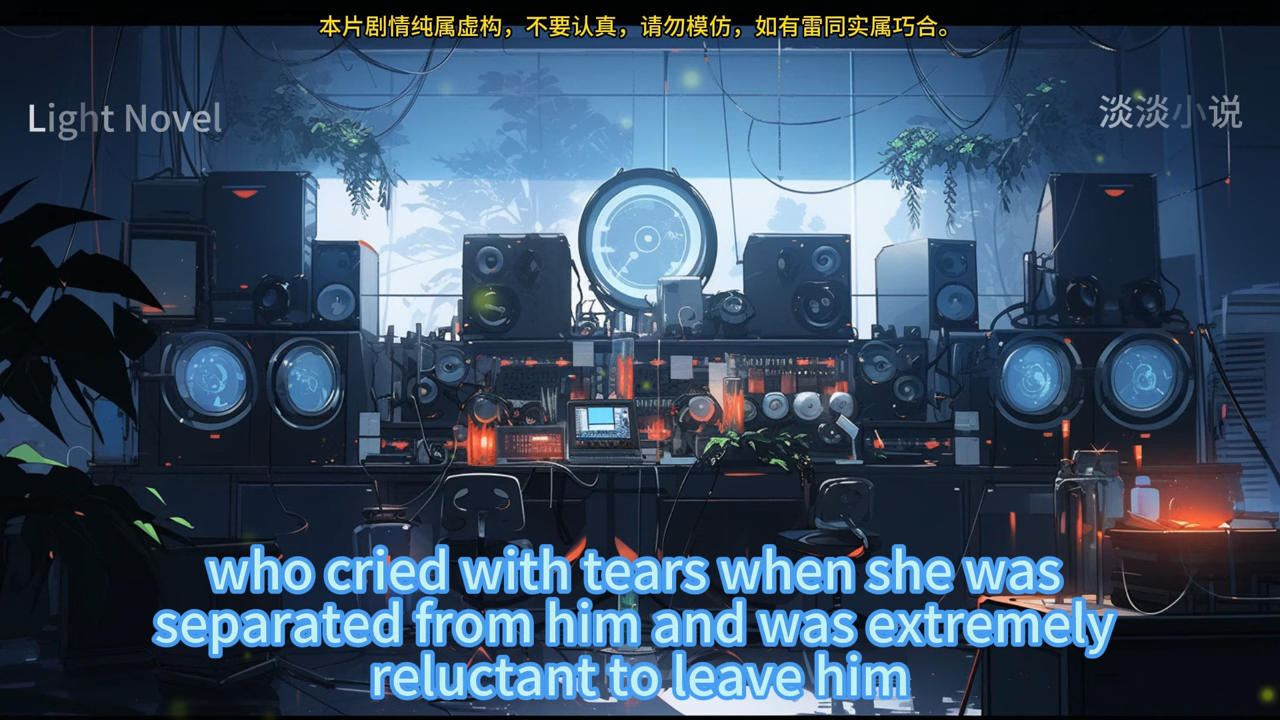 本片剧情纯属虚构，不要认真，请勿模仿，如有雷同实属巧合。
Light Novel
淡淡小说
who cried with tears when she was
separated from him and was extremely
reluctant to leave him